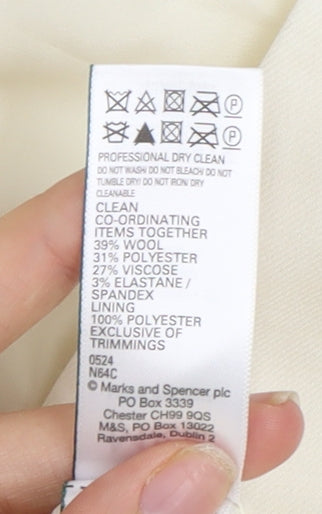 P
P
PROFESSIONAL DRY CLEAN
DO NOT WASH/ DO NOT BLEACH/ DO NOT
TUMBLE DRY/ DO NOT IRON/ DRY
CLEANABLE
CLEAN
CO-ORDINATING
ITEMS TOGETHER
39% WOOL
31% POLYESTER
27% VISCOSE
3% ELASTANE /
SPANDEX
LINING
100% POLYESTER
EXCLUSIVE OF
TRIMMINGS
0524
N64C
© Marks and Spencer plc
PO Box 3339
Chester CH99 9QS
M&S, PO Box 13022
Ravensdale, Dublin 2